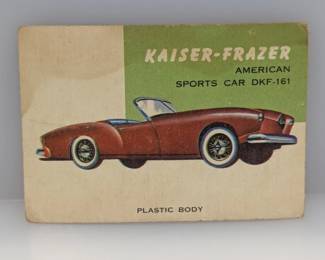 KAISER-FRAZER
AMERICAN
SPORTS CAR DKF-161
PLASTIC BODY